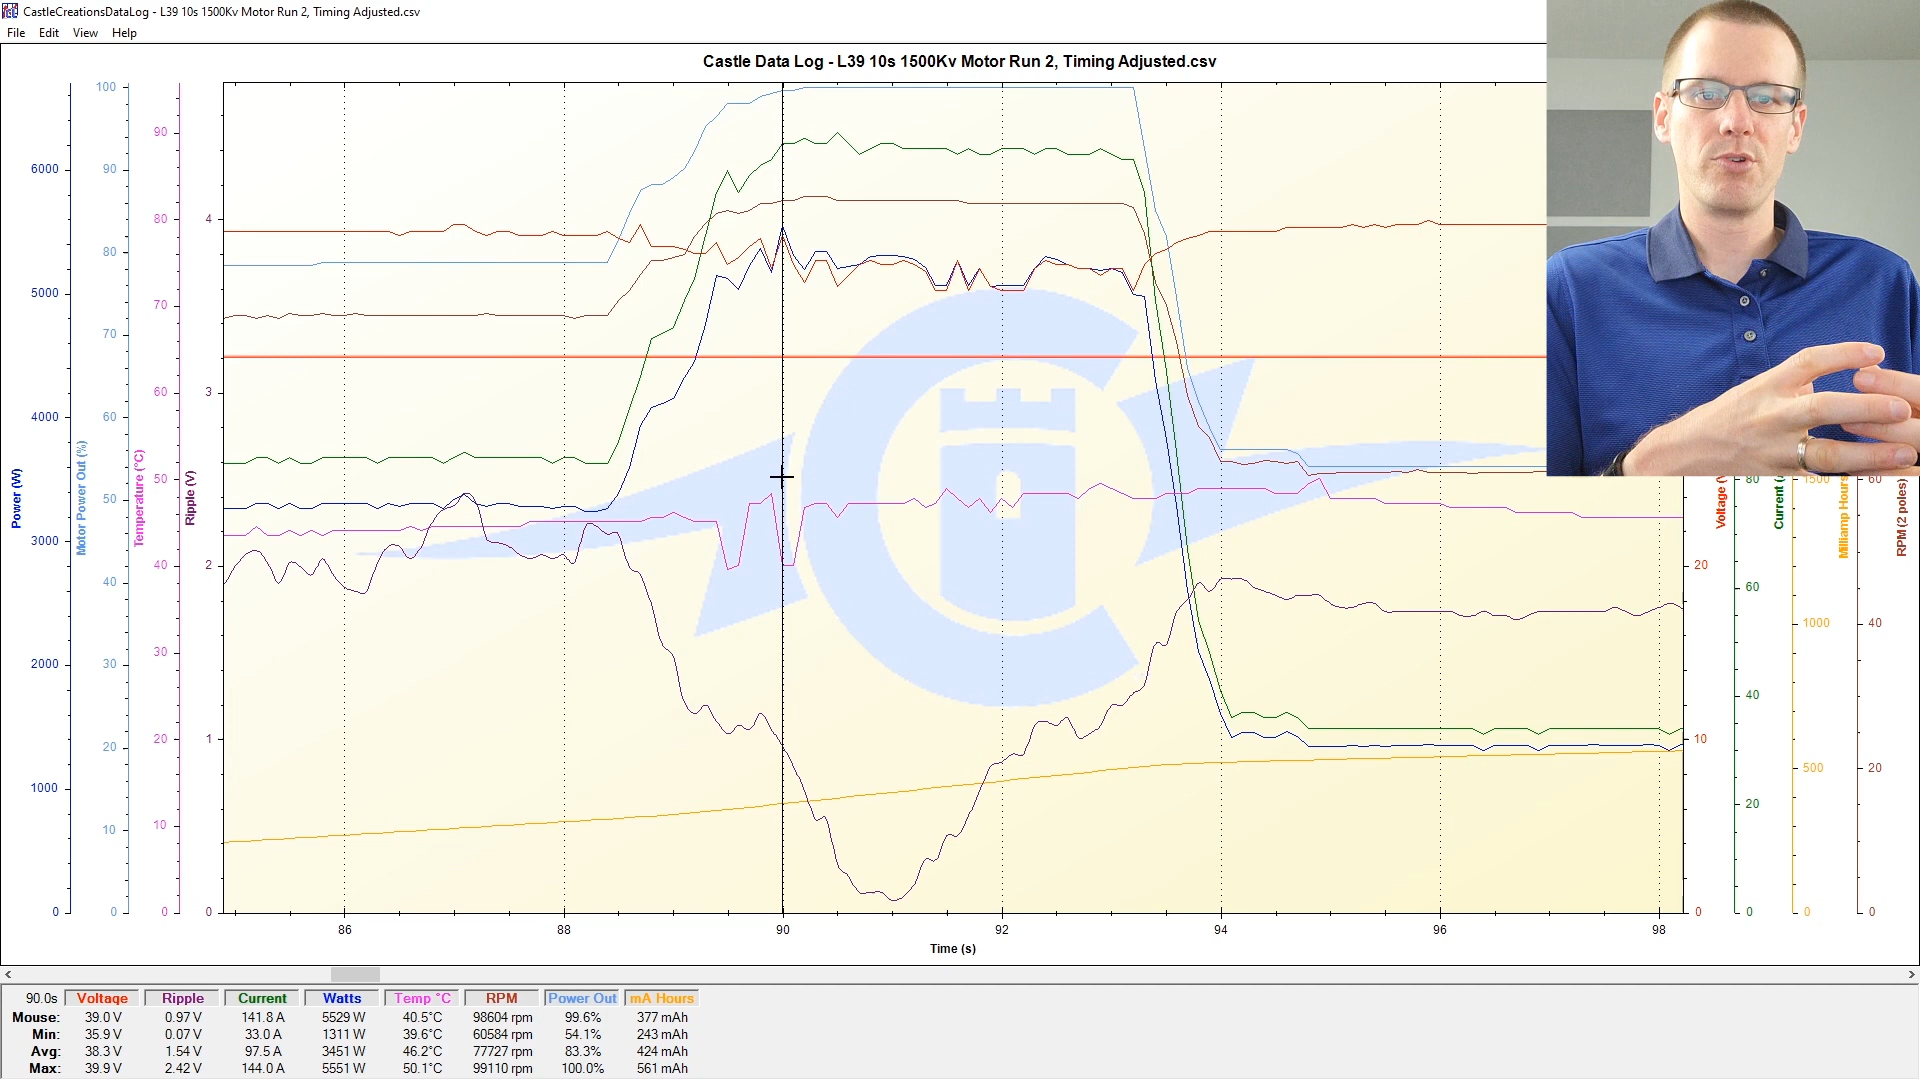 CastleCreationsDataLog - L39 10s 1500Kv Motor Run 2, Timing Adjusted.csv
File Edit View Help
Castle Data Log - L39 10s 1500Kv Motor Run 2, Timing Adjusted.csv
Power (W)
6000
5000
4000
3000
2000
1000
0
Motor Power Out (%)
100
90
80
70
60
50
40
30
20
10
0
Temperature (°C)
90
80
70
60
50
40
30
20
10
0
Ripple (V)
4
3
2
1
0
86 88 90 92 94 96 98
Time (s)
20
10
0
Current
80
60
40
20
0
Milliamp Hours
1500
1000
500
0
RPM (2 poles)
60
40
20
0
90.0s Voltage Ripple Current Watts Temp °C RPM Power Out mA Hours
Mouse: 39.0 V 0.97 V 141.8 A 5529 W 40.5°C 98604 rpm 99.6% 377 mAh
Min: 35.9 V 0.07 V 33.0 A 1311 W 39.6°C 60584 rpm 54.1% 243 mAh
Avg: 38.3 V 1.54 V 97.5 A 3451 W 46.2°C 77727 rpm 83.3% 424 mAh
Max: 39.9 V 2.42 V 144.0 A 5551 W 50.1°C 99110 rpm 100.0% 561 mAh